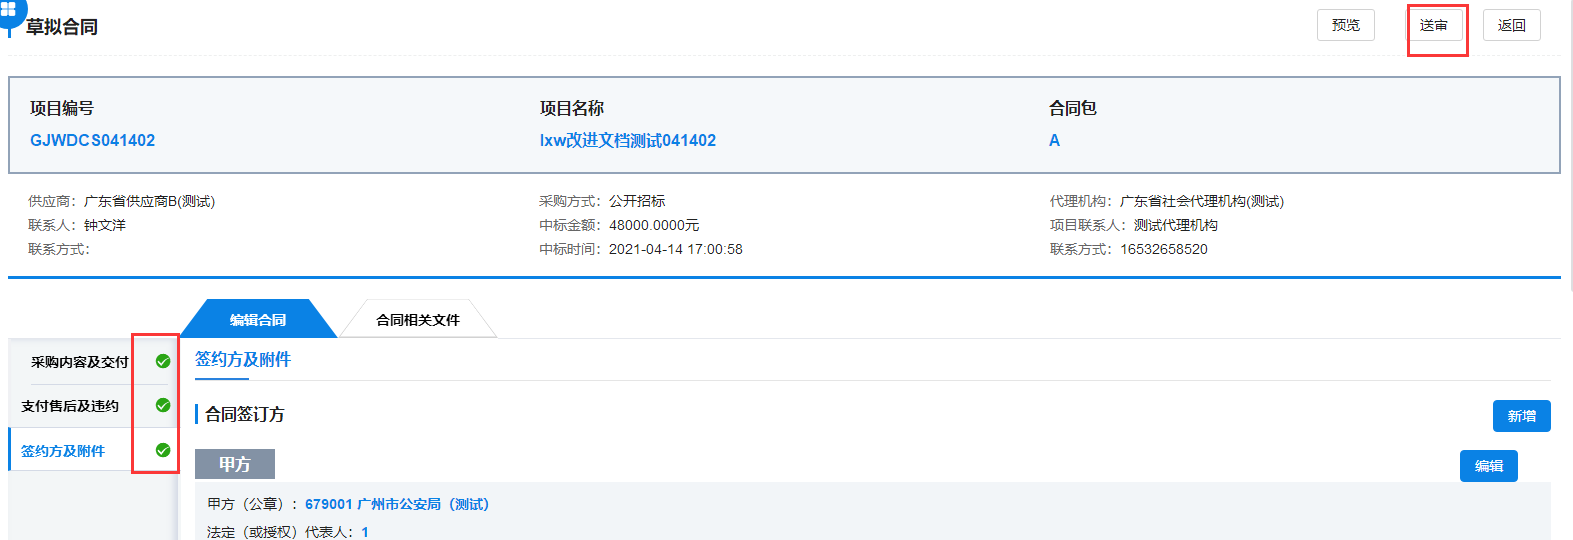 草拟合同
预览 送审 返回
项目编号 项目名称 合同包
GJWDCS041402 lxw改进文档测试041402 A
供应商：广东省供应商B(测试) 采购方式：公开招标 代理机构：广东省社会代理机构(测试)
联系人：钟文洋 中标金额：48000.0000元 项目联系人：测试代理机构
联系方式： 中标时间：2021-04-14 17:00:58 联系方式：16532658520
编辑合同 合同相关文件
采购内容及交付
支付售后及违约
签约方及附件
签约方及附件
合同签订方 新增
甲方 编辑
甲方（公章）：679001 广州市公安局（测试）
法定（或授权）代表人：1